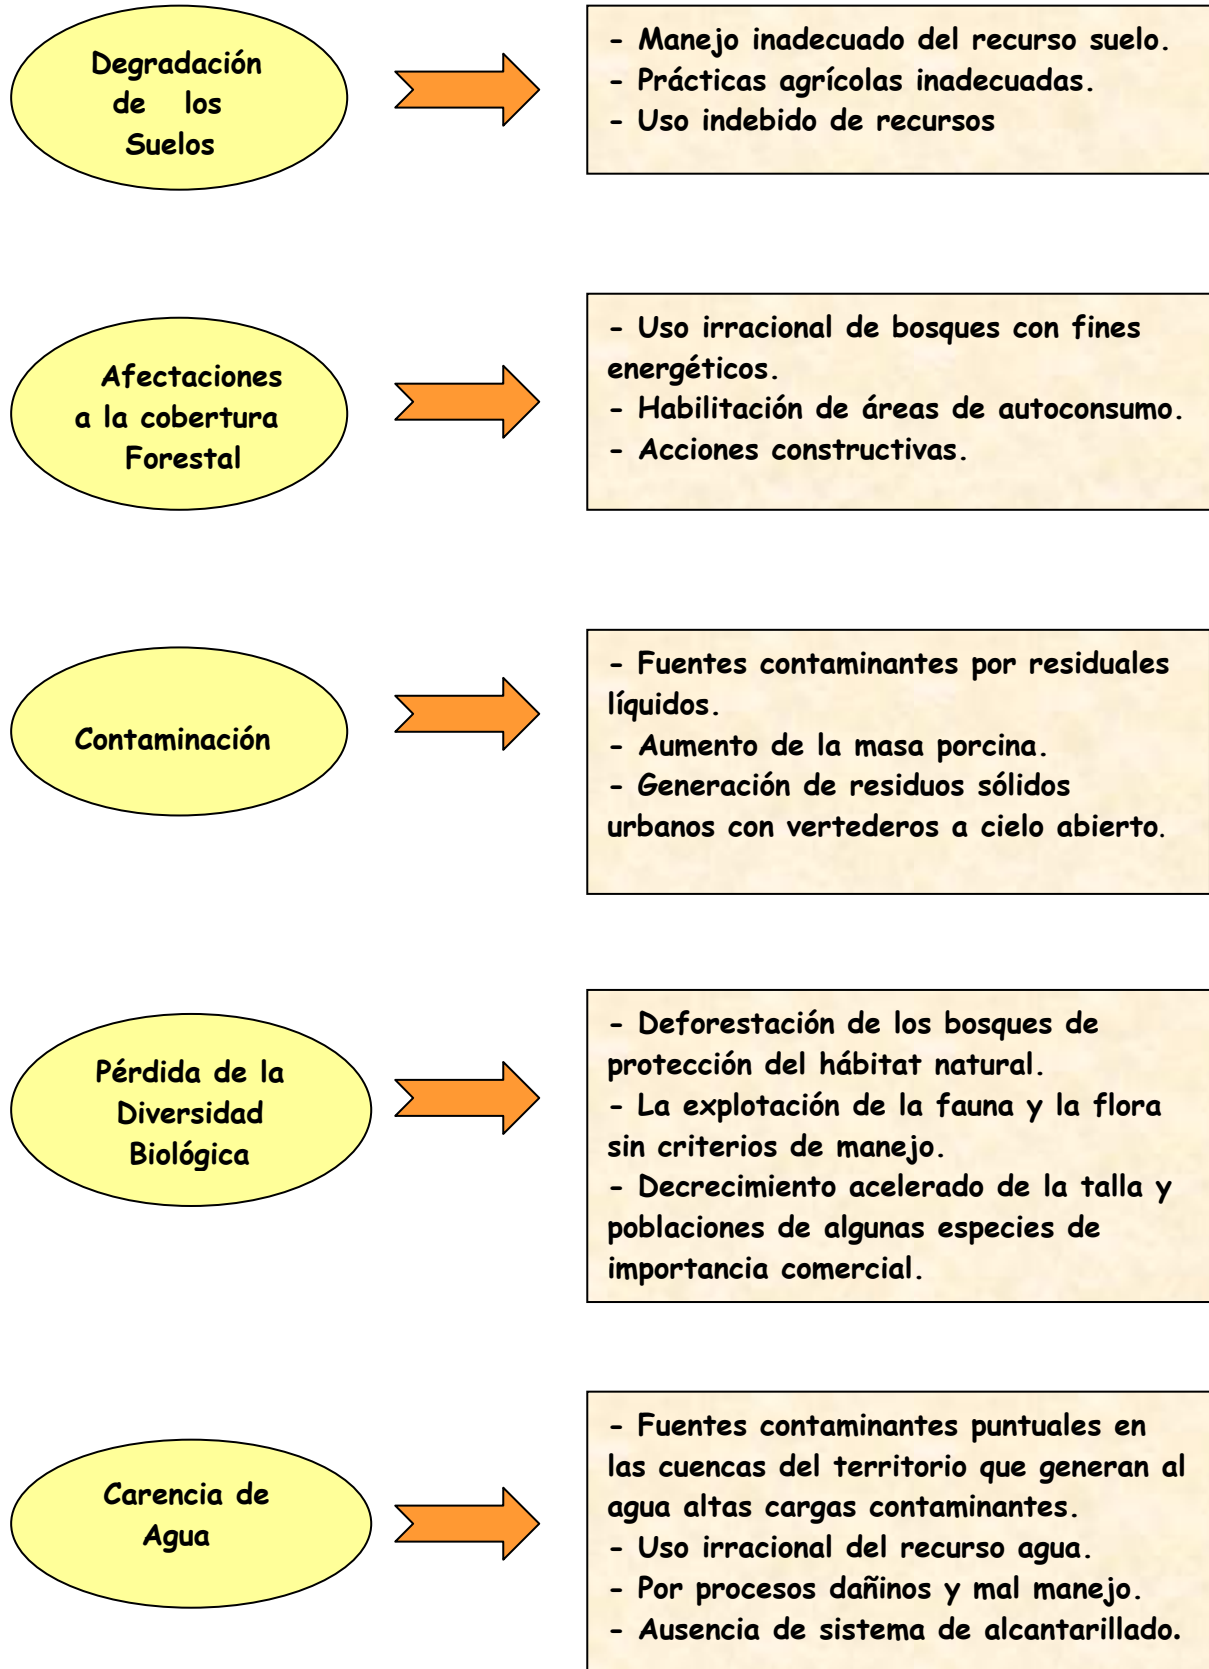 Degradación
de los
Suelos
- Manejo inadecuado del recurso suelo.
- Prácticas agrícolas inadecuadas.
- Uso indebido de recursos
Afectaciones
a la cobertura
Forestal
- Uso irracional de bosques con fines
energéticos.
- Habilitación de áreas de autoconsumo.
- Acciones constructivas.
Contaminación
- Fuentes contaminantes por residuales
líquidos.
- Aumento de la masa porcina.
- Generación de residuos sólidos
urbanos con vertederos a cielo abierto.
Pérdida de la
Diversidad
Biológica
- Deforestación de los bosques de
protección del hábitat natural.
- La explotación de la fauna y la flora
sin criterios de manejo.
- Decrecimiento acelerado de la talla y
poblaciones de algunas especies de
importancia comercial.
Carencia de
Agua
- Fuentes contaminantes puntuales en
las cuencas del territorio que generan al
agua altas cargas contaminantes.
- Uso irracional del recurso agua.
- Por procesos dañinos y mal manejo.
- Ausencia de sistema de alcantarillado.